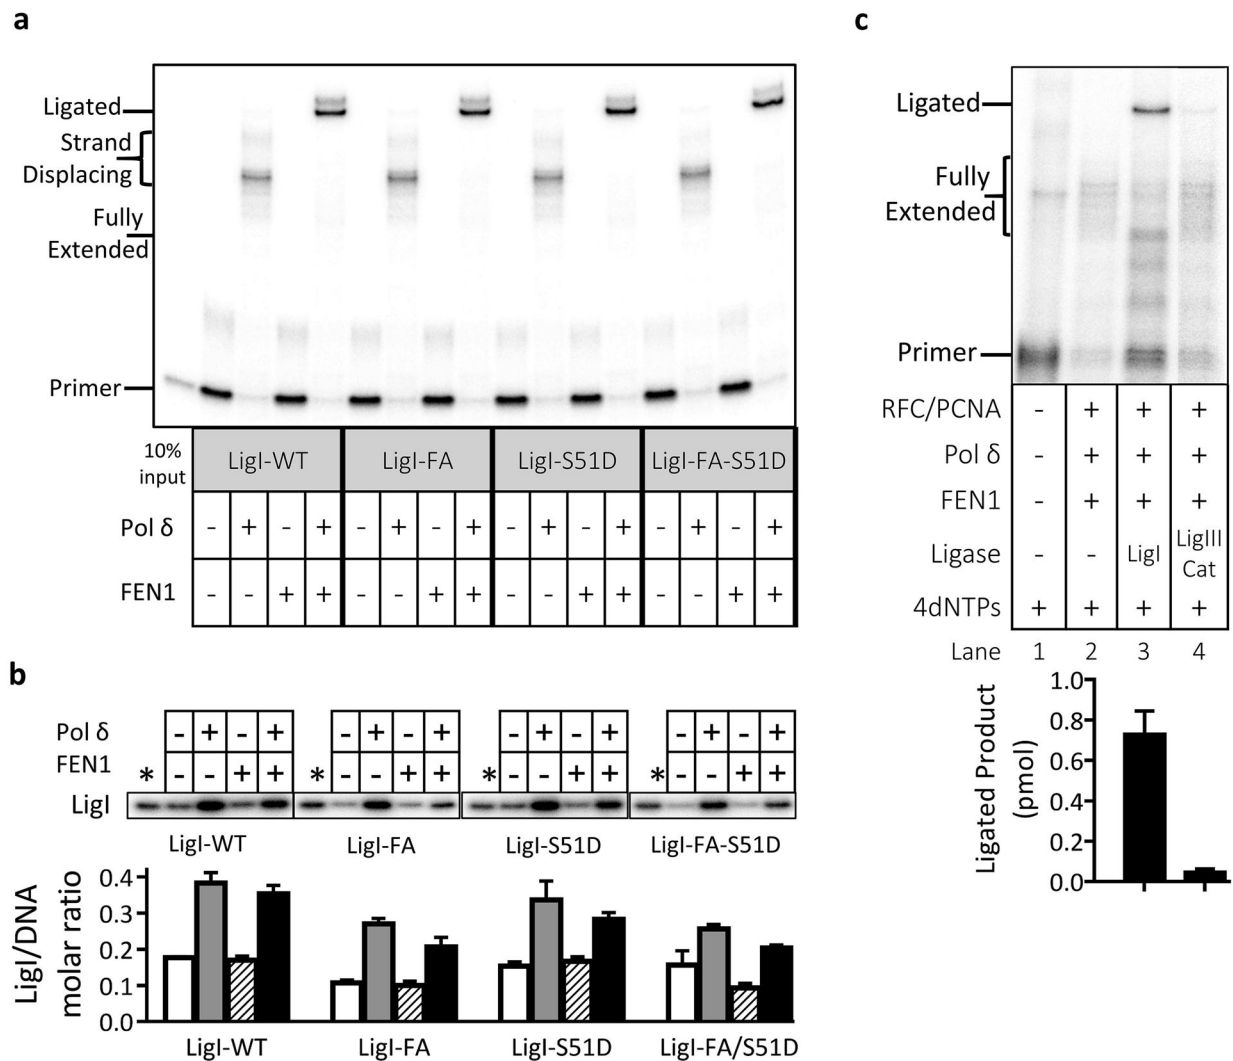 a
Ligated
Strand
Displacing
Fully
Extended
Primer
10%
input
LigI-WT LigI-FA LigI-S51D LigI-FA-S51D
Pol δ - + - + - + - + - + - + - + - +
FEN1 - - + + - - + + - - + + - - + +
b
Pol δ - + - + - + - + - + - + - + - +
FEN1 * - - + + * - - + + * - - + + * - - + +
LigI
LigI-WT LigI-FA LigI-S51D LigI-FA-S51D
LigI/DNA
molar ratio
0.4
0.3
0.2
0.1
0.0
LigI-WT LigI-FA LigI-S51D LigI-FA/S51D
c
Ligated
Fully
Extended
Primer
RFC/PCNA - + + +
Pol δ - + + +
FEN1 - + + +
Ligase - - LigI LigIII Cat
4dNTPs + + + +
Lane 1 2 3 4
Ligated Product
(pmol)
1.0
0.8
0.6
0.4
0.2
0.0